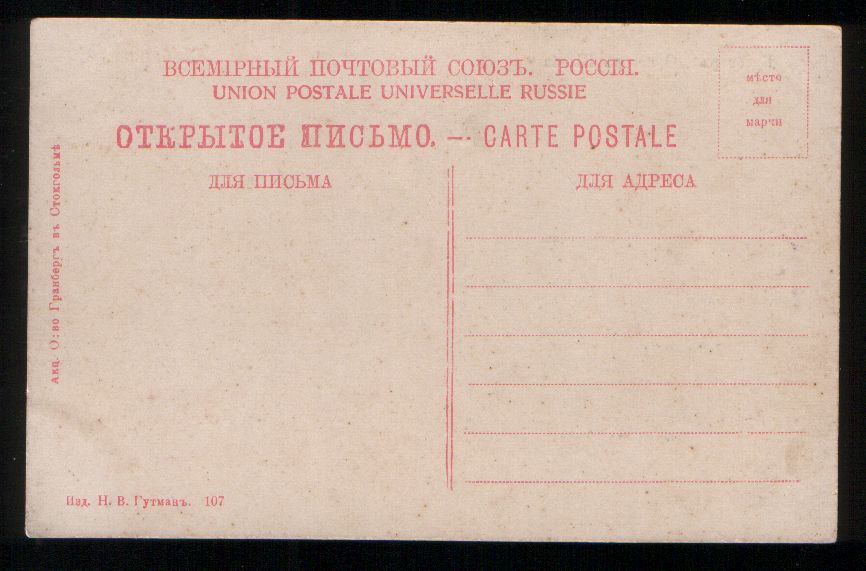 ВСЕМІРНЫЙ ПОЧТОВЫЙ СОЮЗЪ. РОССІЯ.
UNION POSTALE UNIVERSELLE RUSSIE
ОТКРЫТОЕ ПИСЬМО. — CARTE POSTALE
мѣсто
для
марки
ДЛЯ ПИСЬМА
ДЛЯ АДРЕСА
Акц. О:во Гранбергъ въ Стокгольмѣ
Изд. Н. В. Гутманъ. 107